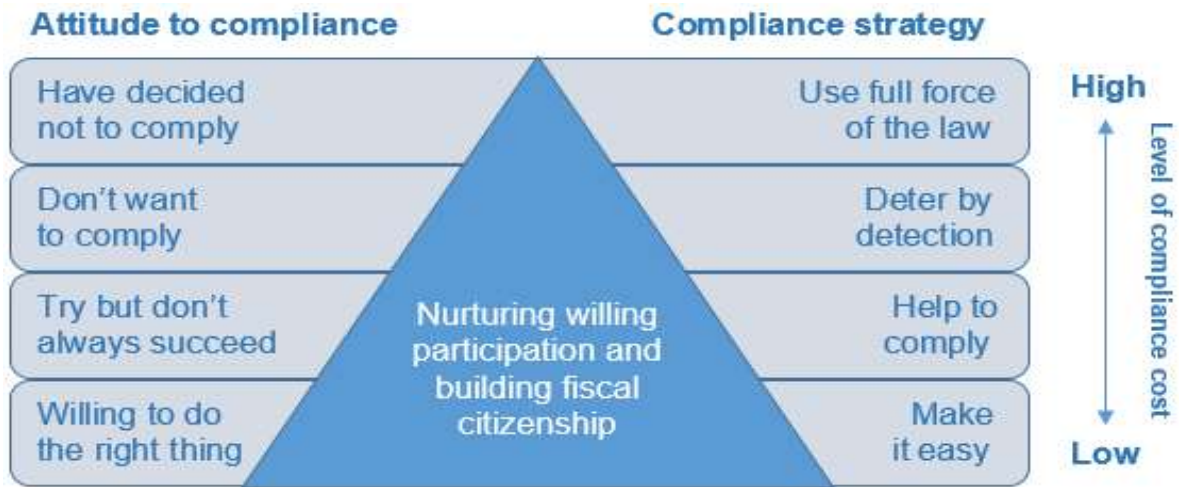 Attitude to compliance
Compliance strategy
Have decided
not to comply
Use full force
of the law
High
Don't want
to comply
Deter by
detection
Try but don't
always succeed
Nurturing willing
participation and
building fiscal
citizenship
Help to
comply
Willing to do
the right thing
Make
it easy
Low
Level of compliance cost